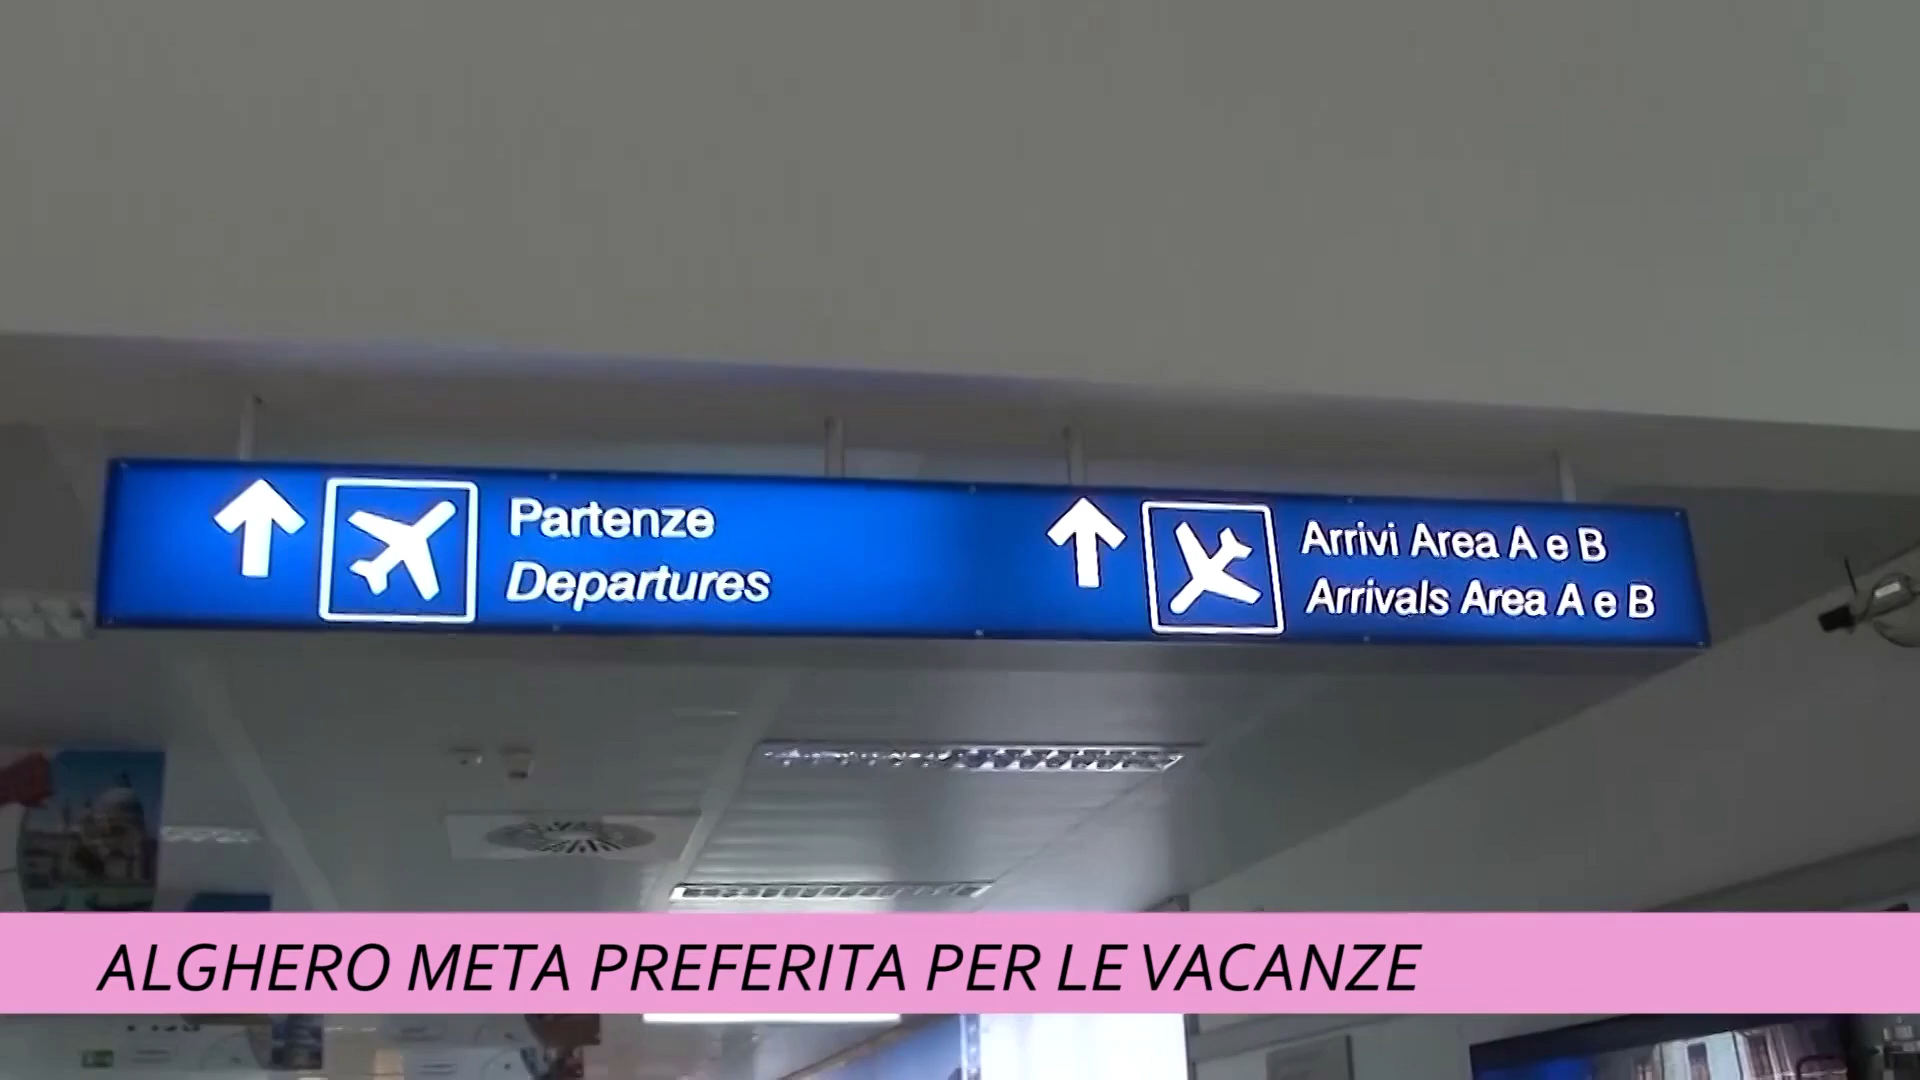 Partenze
Departures
Arrivi Area A e B
Arrivals Area A e B
ALGHERO META PREFERITA PER LE VACANZE